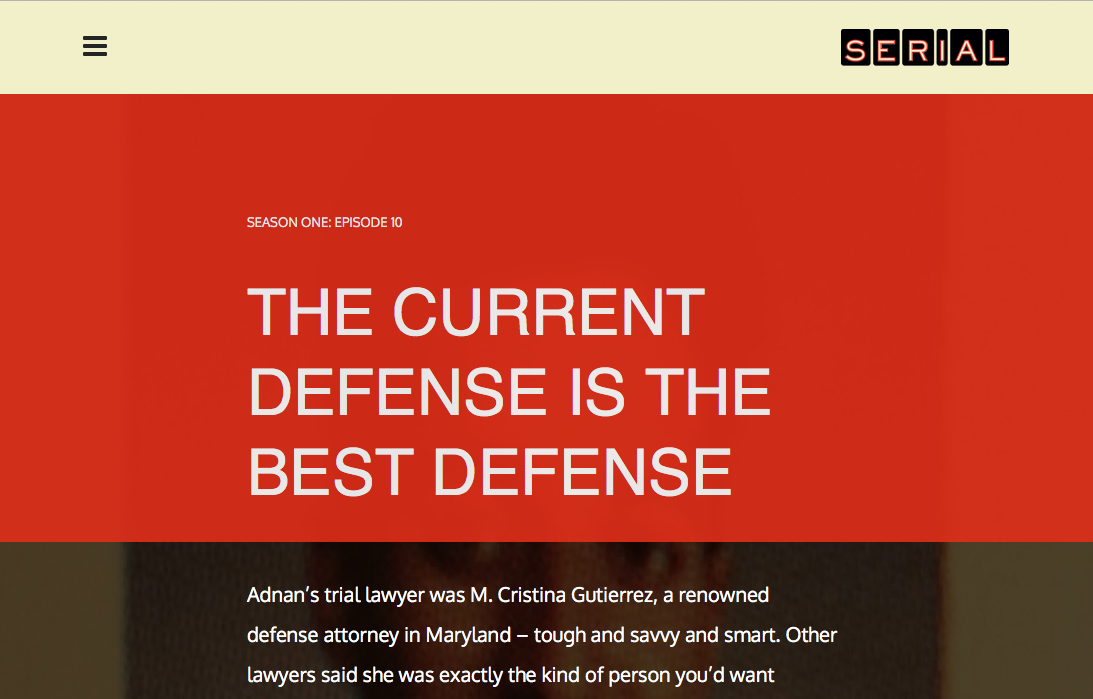 SERIAL
SEASON ONE: EPISODE 10
THE CURRENT
DEFENSE IS THE
BEST DEFENSE
Adnan’s trial lawyer was M. Cristina Gutierrez, a renowned
defense attorney in Maryland – tough and savvy and smart. Other
lawyers said she was exactly the kind of person you’d want